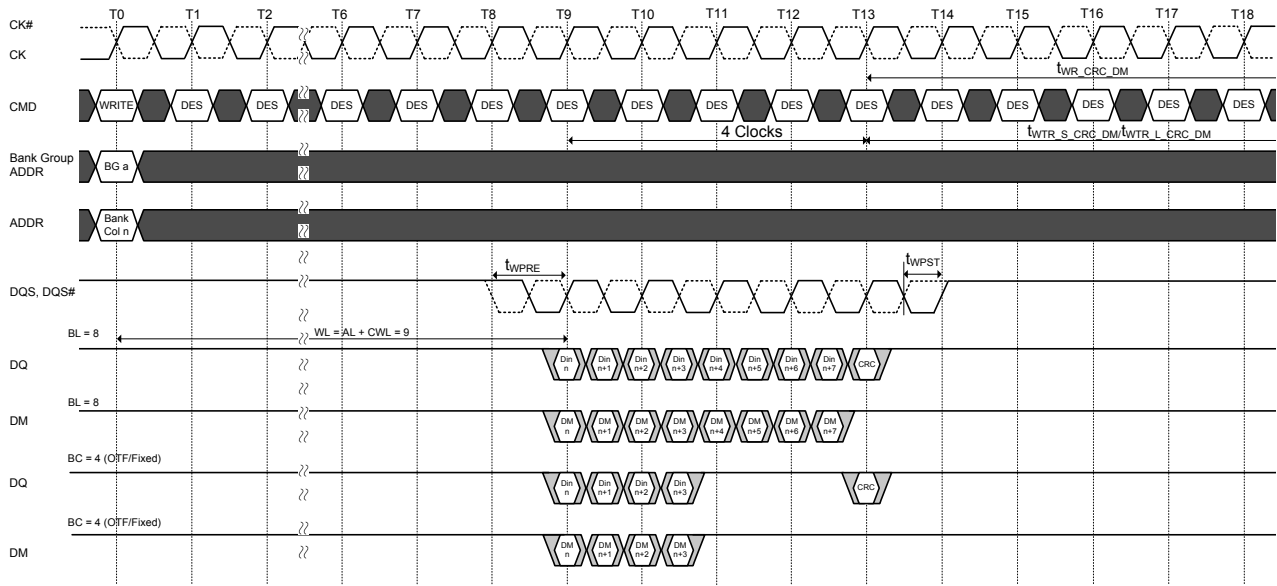 CK#
T0 T1 T2 T6 T7 T8 T9 T10 T11 T12 T13 T14 T15 T16 T17 T18
CK
tWR_CRC_DM
CMD WRITE DES DES DES DES DES DES DES DES DES DES DES DES DES DES DES
4 Clocks tWTR_S_CRC_DM/tWTR_L_CRC_DM
Bank Group
ADDR
BG a
ADDR
Bank
Col n
tWPRE tWPST
DQS, DQS#
BL = 8 WL = AL + CWL = 9
DQ
Din Din Din Din Din Din Din Din CRC
n n+1 n+2 n+3 n+4 n+5 n+6 n+7
BL = 8
DM
DM DM DM DM DM DM DM DM
n n+1 n+2 n+3 n+4 n+5 n+6 n+7
BC = 4 (OTF/Fixed)
DQ
Din Din Din Din CRC
n n+1 n+2 n+3
BC = 4 (OTF/Fixed)
DM
DM DM DM DM
n n+1 n+2 n+3